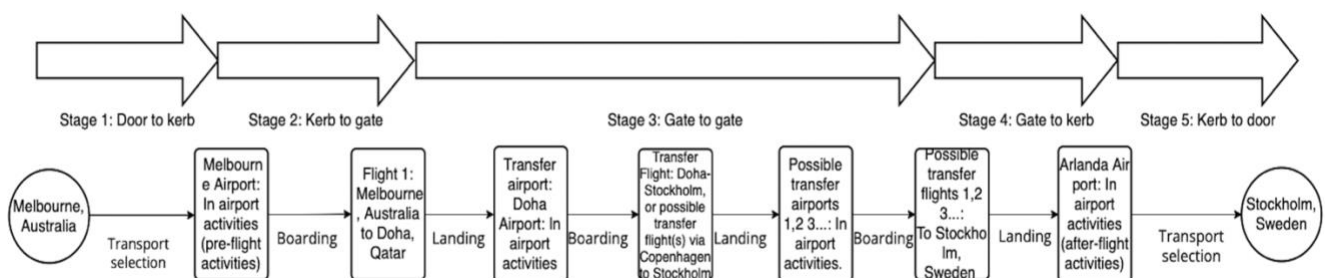 Stage 1: Door to kerb
Stage 2: Kerb to gate
Stage 3: Gate to gate
Stage 4: Gate to kerb
Stage 5: Kerb to door
Melbourne,
Australia
Transport
selection
Melbourn
e Airport:
In airport
activities
(pre-flight
activities)
Boarding
Flight 1:
Melbourne
, Australia
to Doha,
Qatar
Landing
Transfer
airport:
Doha
Airport: In
airport
activities
Boarding
Transfer
Flight: Doha-
Stockholm,
or possible
transfer
flight(s) via
Copenhagen
to Stockholm
Landing
Possible
transfer
airports
1,2 3...: In
airport
activities.
Boarding
Possible
transfer
flights 1,2
3...:
To Stockho
lm,
Sweden
Landing
Arlanda Air
port: In
airport
activities
(after-flight
activities)
Transport
selection
Stockholm,
Sweden